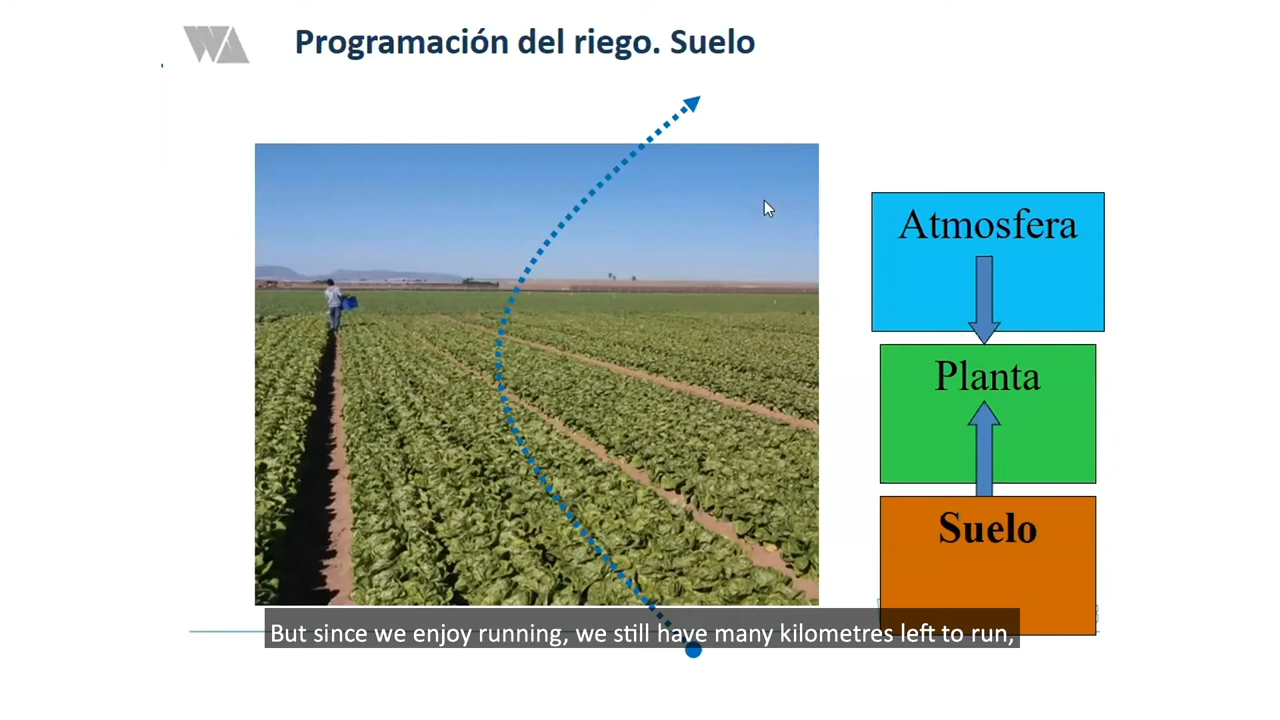 WA
Programación del riego. Suelo
Atmosfera
Planta
Suelo
But since we enjoy running, we still have many kilometres left to run,